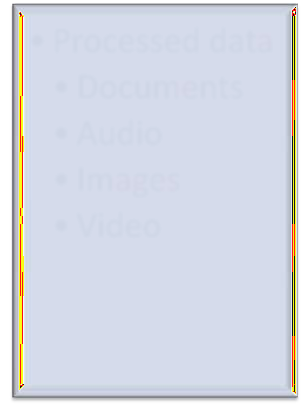 • Processed data
• Documents
• Audio
• Images
• Video